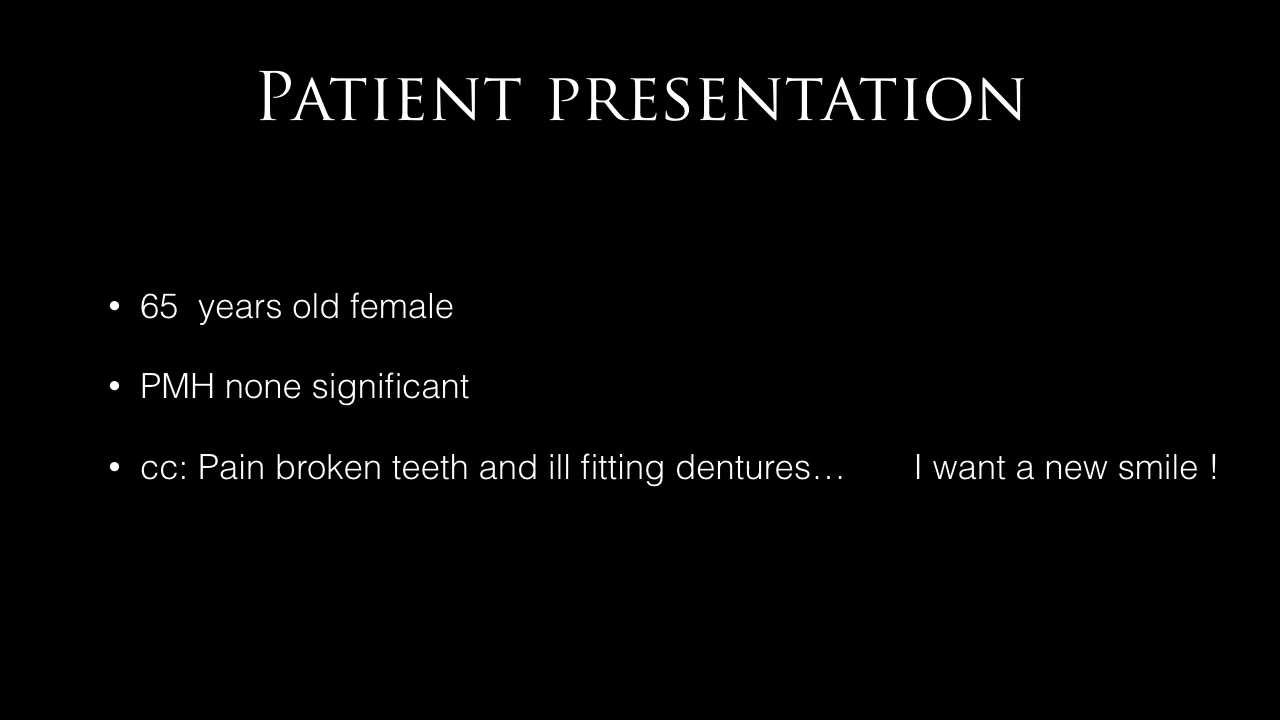 Patient presentation
• 65  years old female
• PMH none significant
• cc: Pain broken teeth and ill fitting dentures…       I want a new smile !